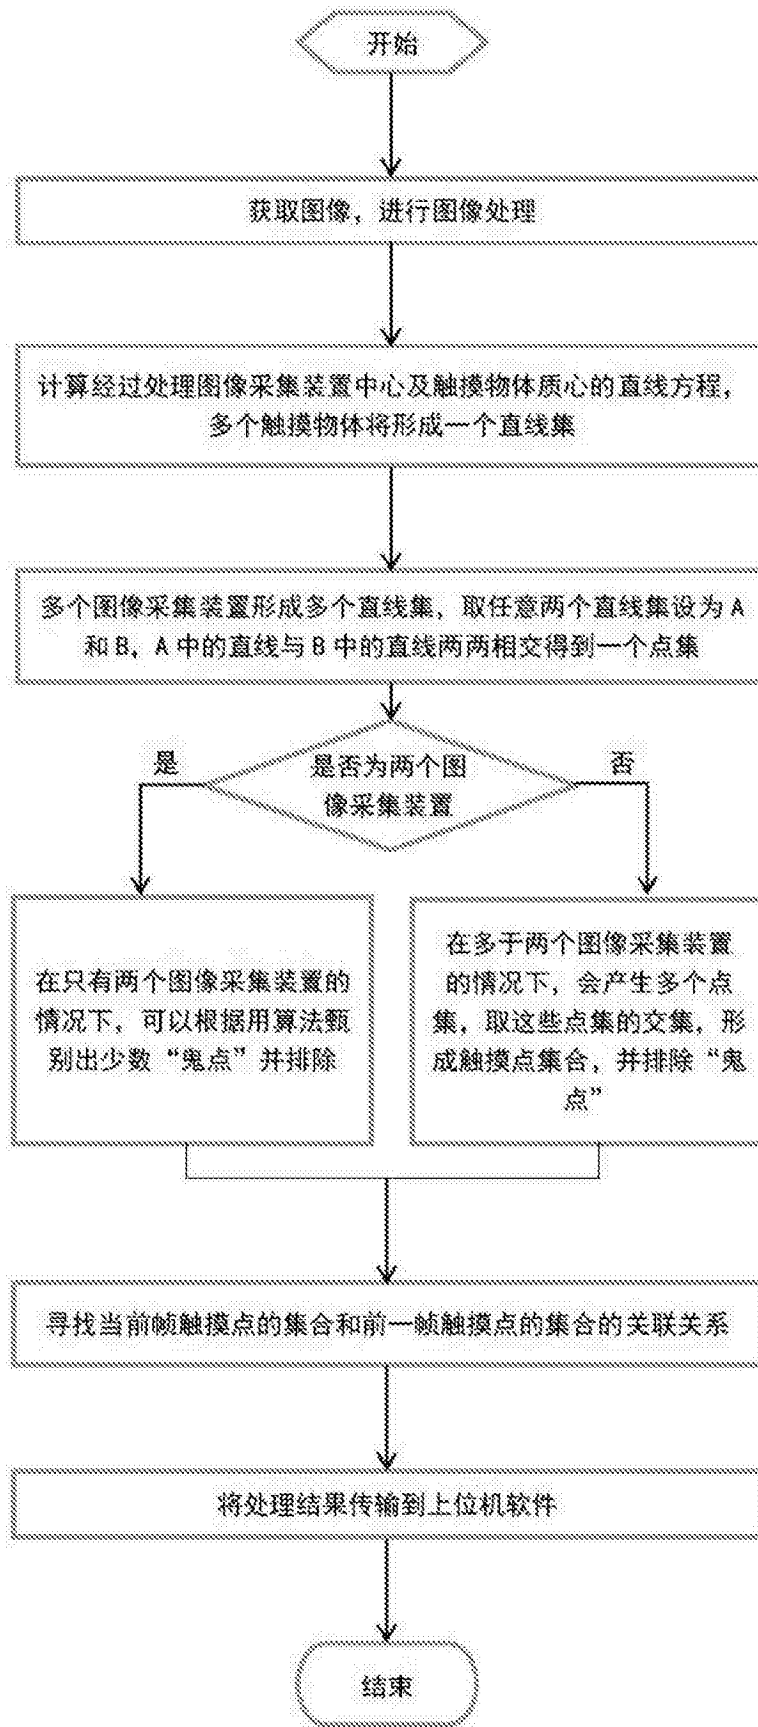 开始
获取图像，进行图像处理
计算经过处理图像采集装置中心及触摸物体质心的直线方程，
多个触摸物体将形成一个直线集
多个图像采集装置形成多个直线集，取任意两个直线集设为 A
和 B，A 中的直线与 B 中的直线两两相交得到一个点集
是否为两个图
像采集装置
是
否
在只有两个图像采集装置的
情况下，可以根据用算法甄
别出少数“鬼点”并排除
在多于两个图像采集装置
的情况下，会产生多个点
集，取这些点集的交集，形
成触摸点集合，并排除“鬼
点”
寻找当前帧触摸点的集合和前一帧触摸点的集合的关联关系
将处理结果传输到上位机软件
结束